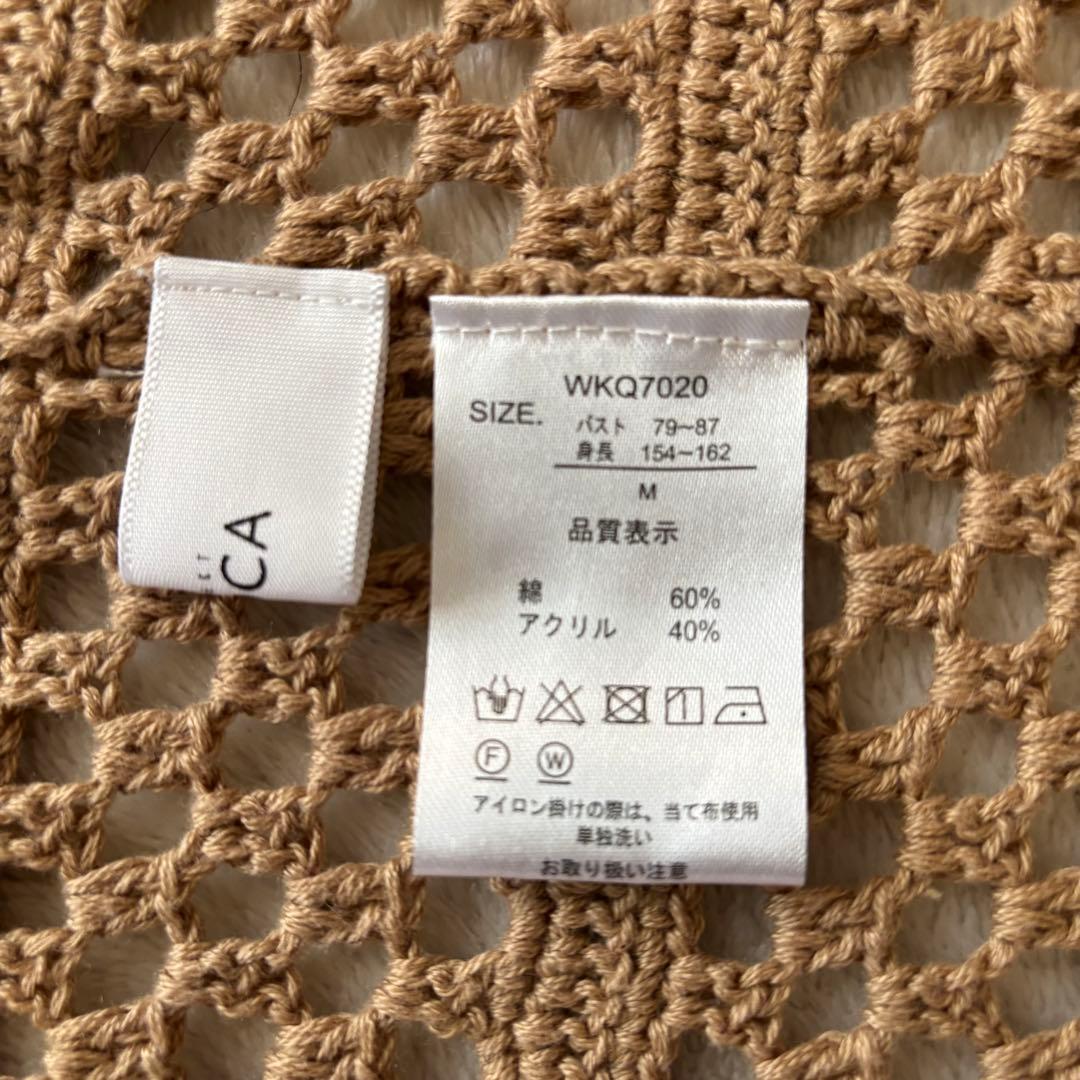 WKQ7020
SIZE.
バスト 79~87
身長 154~162
M
品質表示
綿 60%
アクリル 40%
F W
アイロン掛けの際は、当て布使用
単独洗い
お取り扱い注意
CA